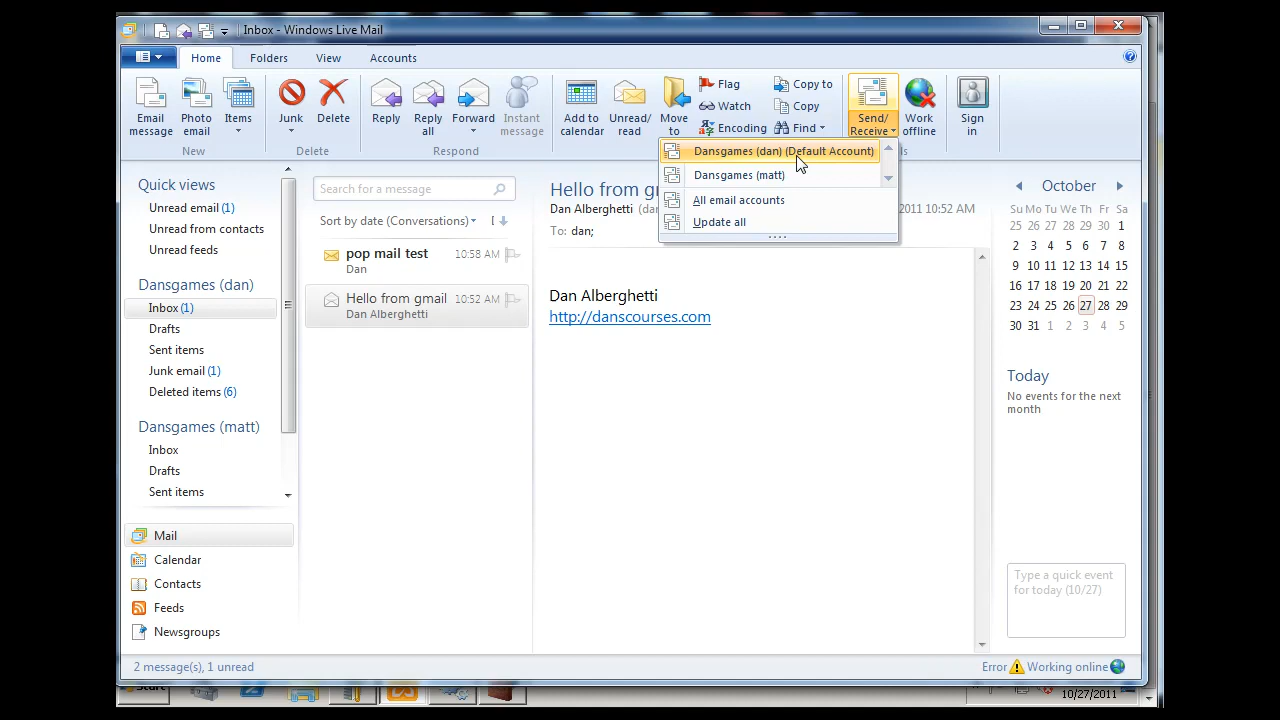 Inbox - Windows Live Mail
Home Folders View Accounts
Email message
Photo email
Items
New
Junk
Delete
Delete
Reply
Reply all
Forward
Instant message
Respond
Add to calendar
Unread/ read
Move to
Flag
Watch
Encoding
Copy to
Copy
Find
Send/ Receive
Work offline
Sign in
Dansgames (dan) (Default Account)
Dansgames (matt)
All email accounts
Update all
Quick views
Unread email (1)
Unread from contacts
Unread feeds
Dansgames (dan)
Inbox (1)
Drafts
Sent items
Junk email (1)
Deleted items (6)
Dansgames (matt)
Inbox
Drafts
Sent items
Mail
Calendar
Contacts
Feeds
Newsgroups
Search for a message
Sort by date (Conversations)
pop mail test 10:58 AM
Dan
Hello from gmail 10:52 AM
Dan Alberghetti
Hello from
Dan Alberghetti 2011 10:52 AM
To: dan;
Dan Alberghetti
http://danscourses.com
October
Su Mo Tu We Th Fr Sa
25 26 27 28 29 30 1
2 3 4 5 6 7 8
9 10 11 12 13 14 15
16 17 18 19 20 21 22
23 24 25 26 27 28 29
30 31 1 2 3 4 5
Today
No events for the next
month
Type a quick event
for today (10/27)
2 message(s), 1 unread
Error Working online
Start
10/27/2011